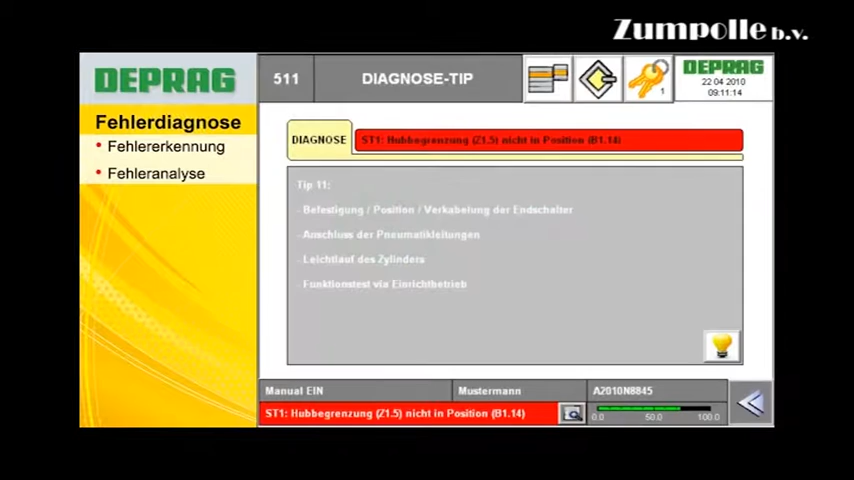 Zumpolle b.v.
DEPRAG
511
DIAGNOSE-TIP
1
DEPRAG
22 04 2010
09:11:14
Fehlerdiagnose
• Fehlererkennung
• Fehleranalyse
DIAGNOSE
ST1: Hubbegrenzung (Z1.5) nicht in Position (B1.14)
Tip 11:
- Befestigung / Position / Verkabelung der Endschalter
- Anschluss der Pneumatikleitungen
- Leichtlauf des Zylinders
- Funktionstest via Einrichtbetrieb
Manual EIN
Mustermann
A2010N8845
ST1: Hubbegrenzung (Z1.5) nicht in Position (B1.14)
0.0 50.0 100.0